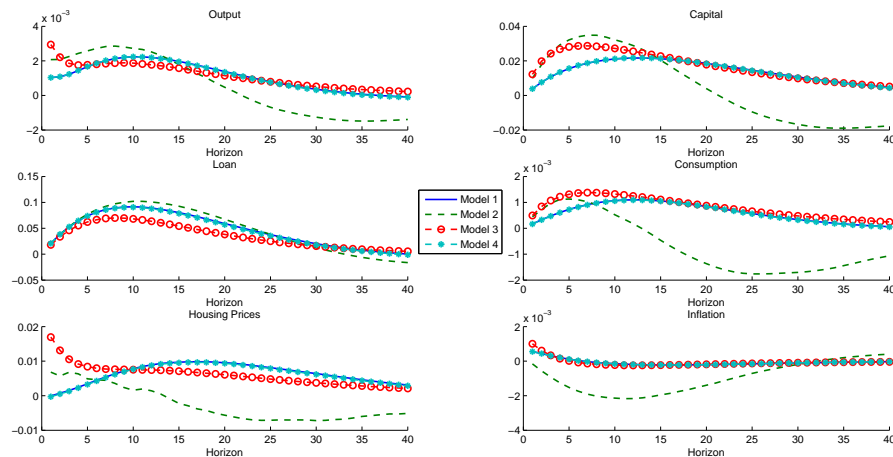 Output
x 10⁻³
4
2
0
−2
0 5 10 15 20 25 30 35 40
Horizon
Capital
0.04
0.02
0
−0.02
0 5 10 15 20 25 30 35 40
Horizon
Loan
0.15
0.1
0.05
0
−0.05
0 5 10 15 20 25 30 35 40
Horizon
Model 1
Model 2
Model 3
Model 4
Consumption
x 10⁻³
2
1
0
−1
−2
0 5 10 15 20 25 30 35 40
Horizon
Housing Prices
0.02
0.01
0
−0.01
0 5 10 15 20 25 30 35 40
Horizon
Inflation
x 10⁻³
2
0
−2
−4
0 5 10 15 20 25 30 35 40
Horizon